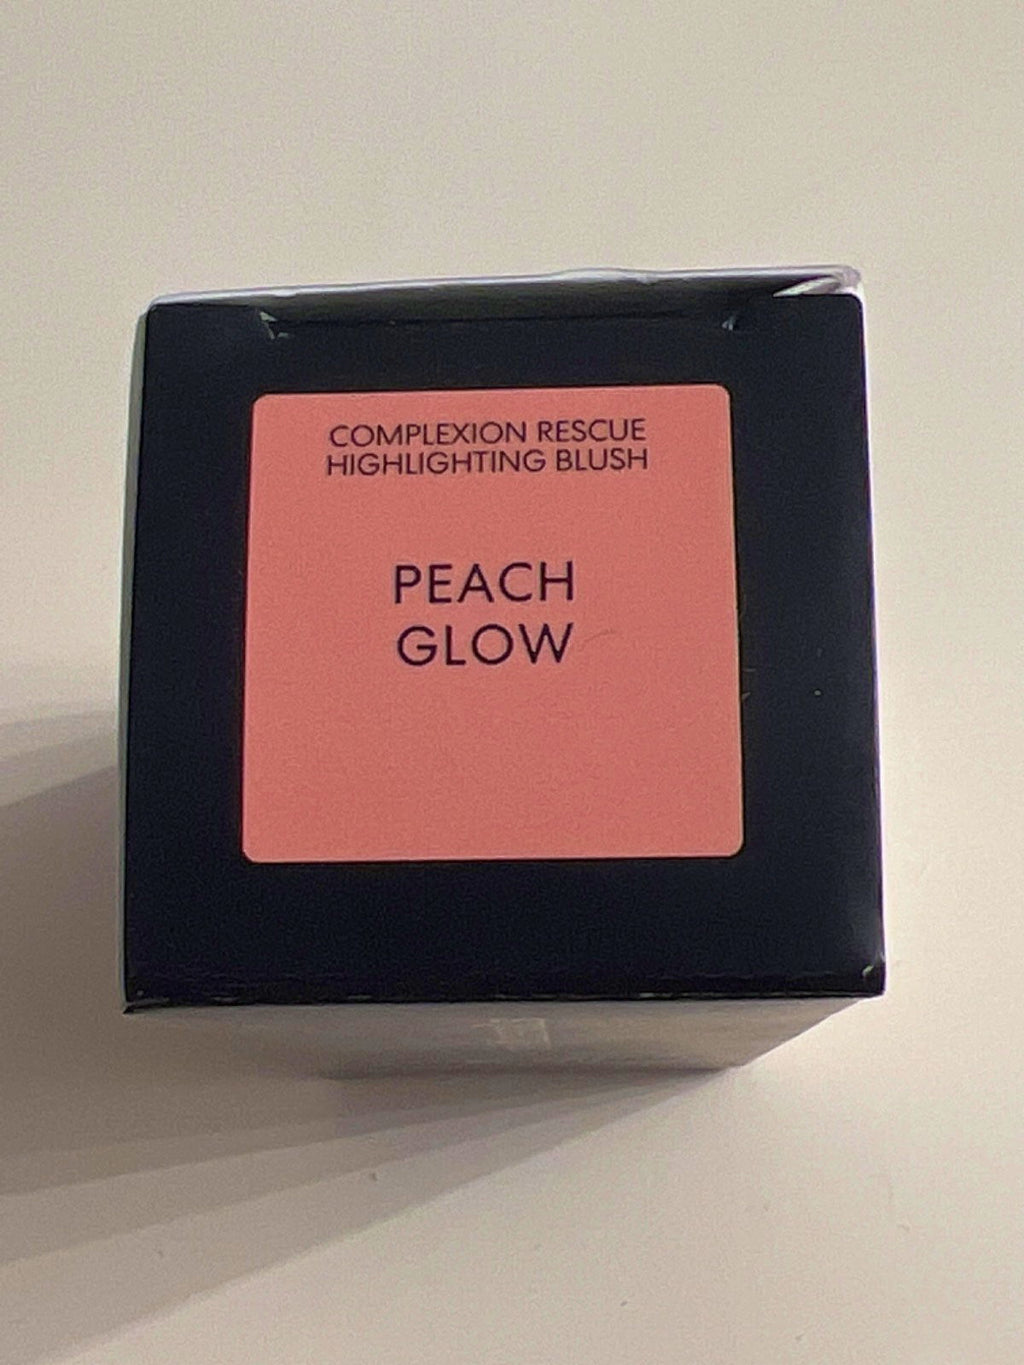 COMPLEXION RESCUE
HIGHLIGHTING BLUSH
PEACH
GLOW